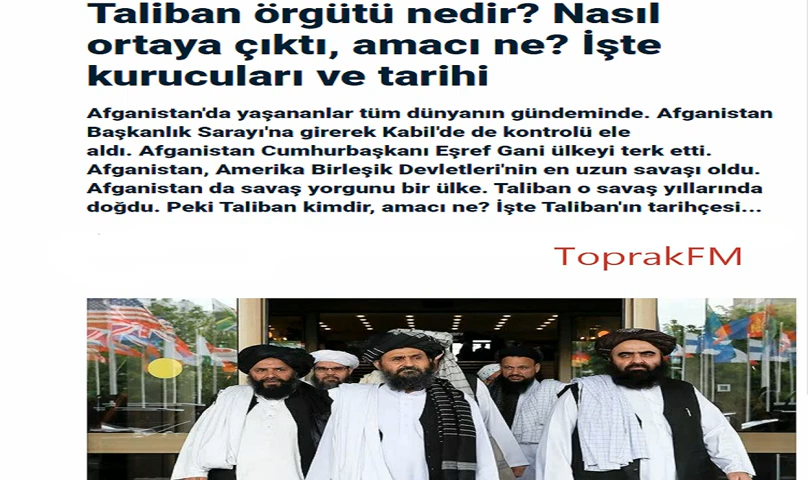 Taliban örgütü nedir? Nasıl
ortaya çıktı, amacı ne? İşte
kurucuları ve tarihi
Afganistan'da yaşananlar tüm dünyanın gündeminde. Afganistan
Başkanlık Sarayı'na girerek Kabil'de de kontrolü ele
aldı. Afganistan Cumhurbaşkanı Eşref Gani ülkeyi terk etti.
Afganistan, Amerika Birleşik Devletleri'nin en uzun savaşı oldu.
Afganistan da savaş yorgunu bir ülke. Taliban o savaş yıllarında
doğdu. Peki Taliban kimdir, amacı ne? İşte Taliban'ın tarihçesi...
ToprakFM